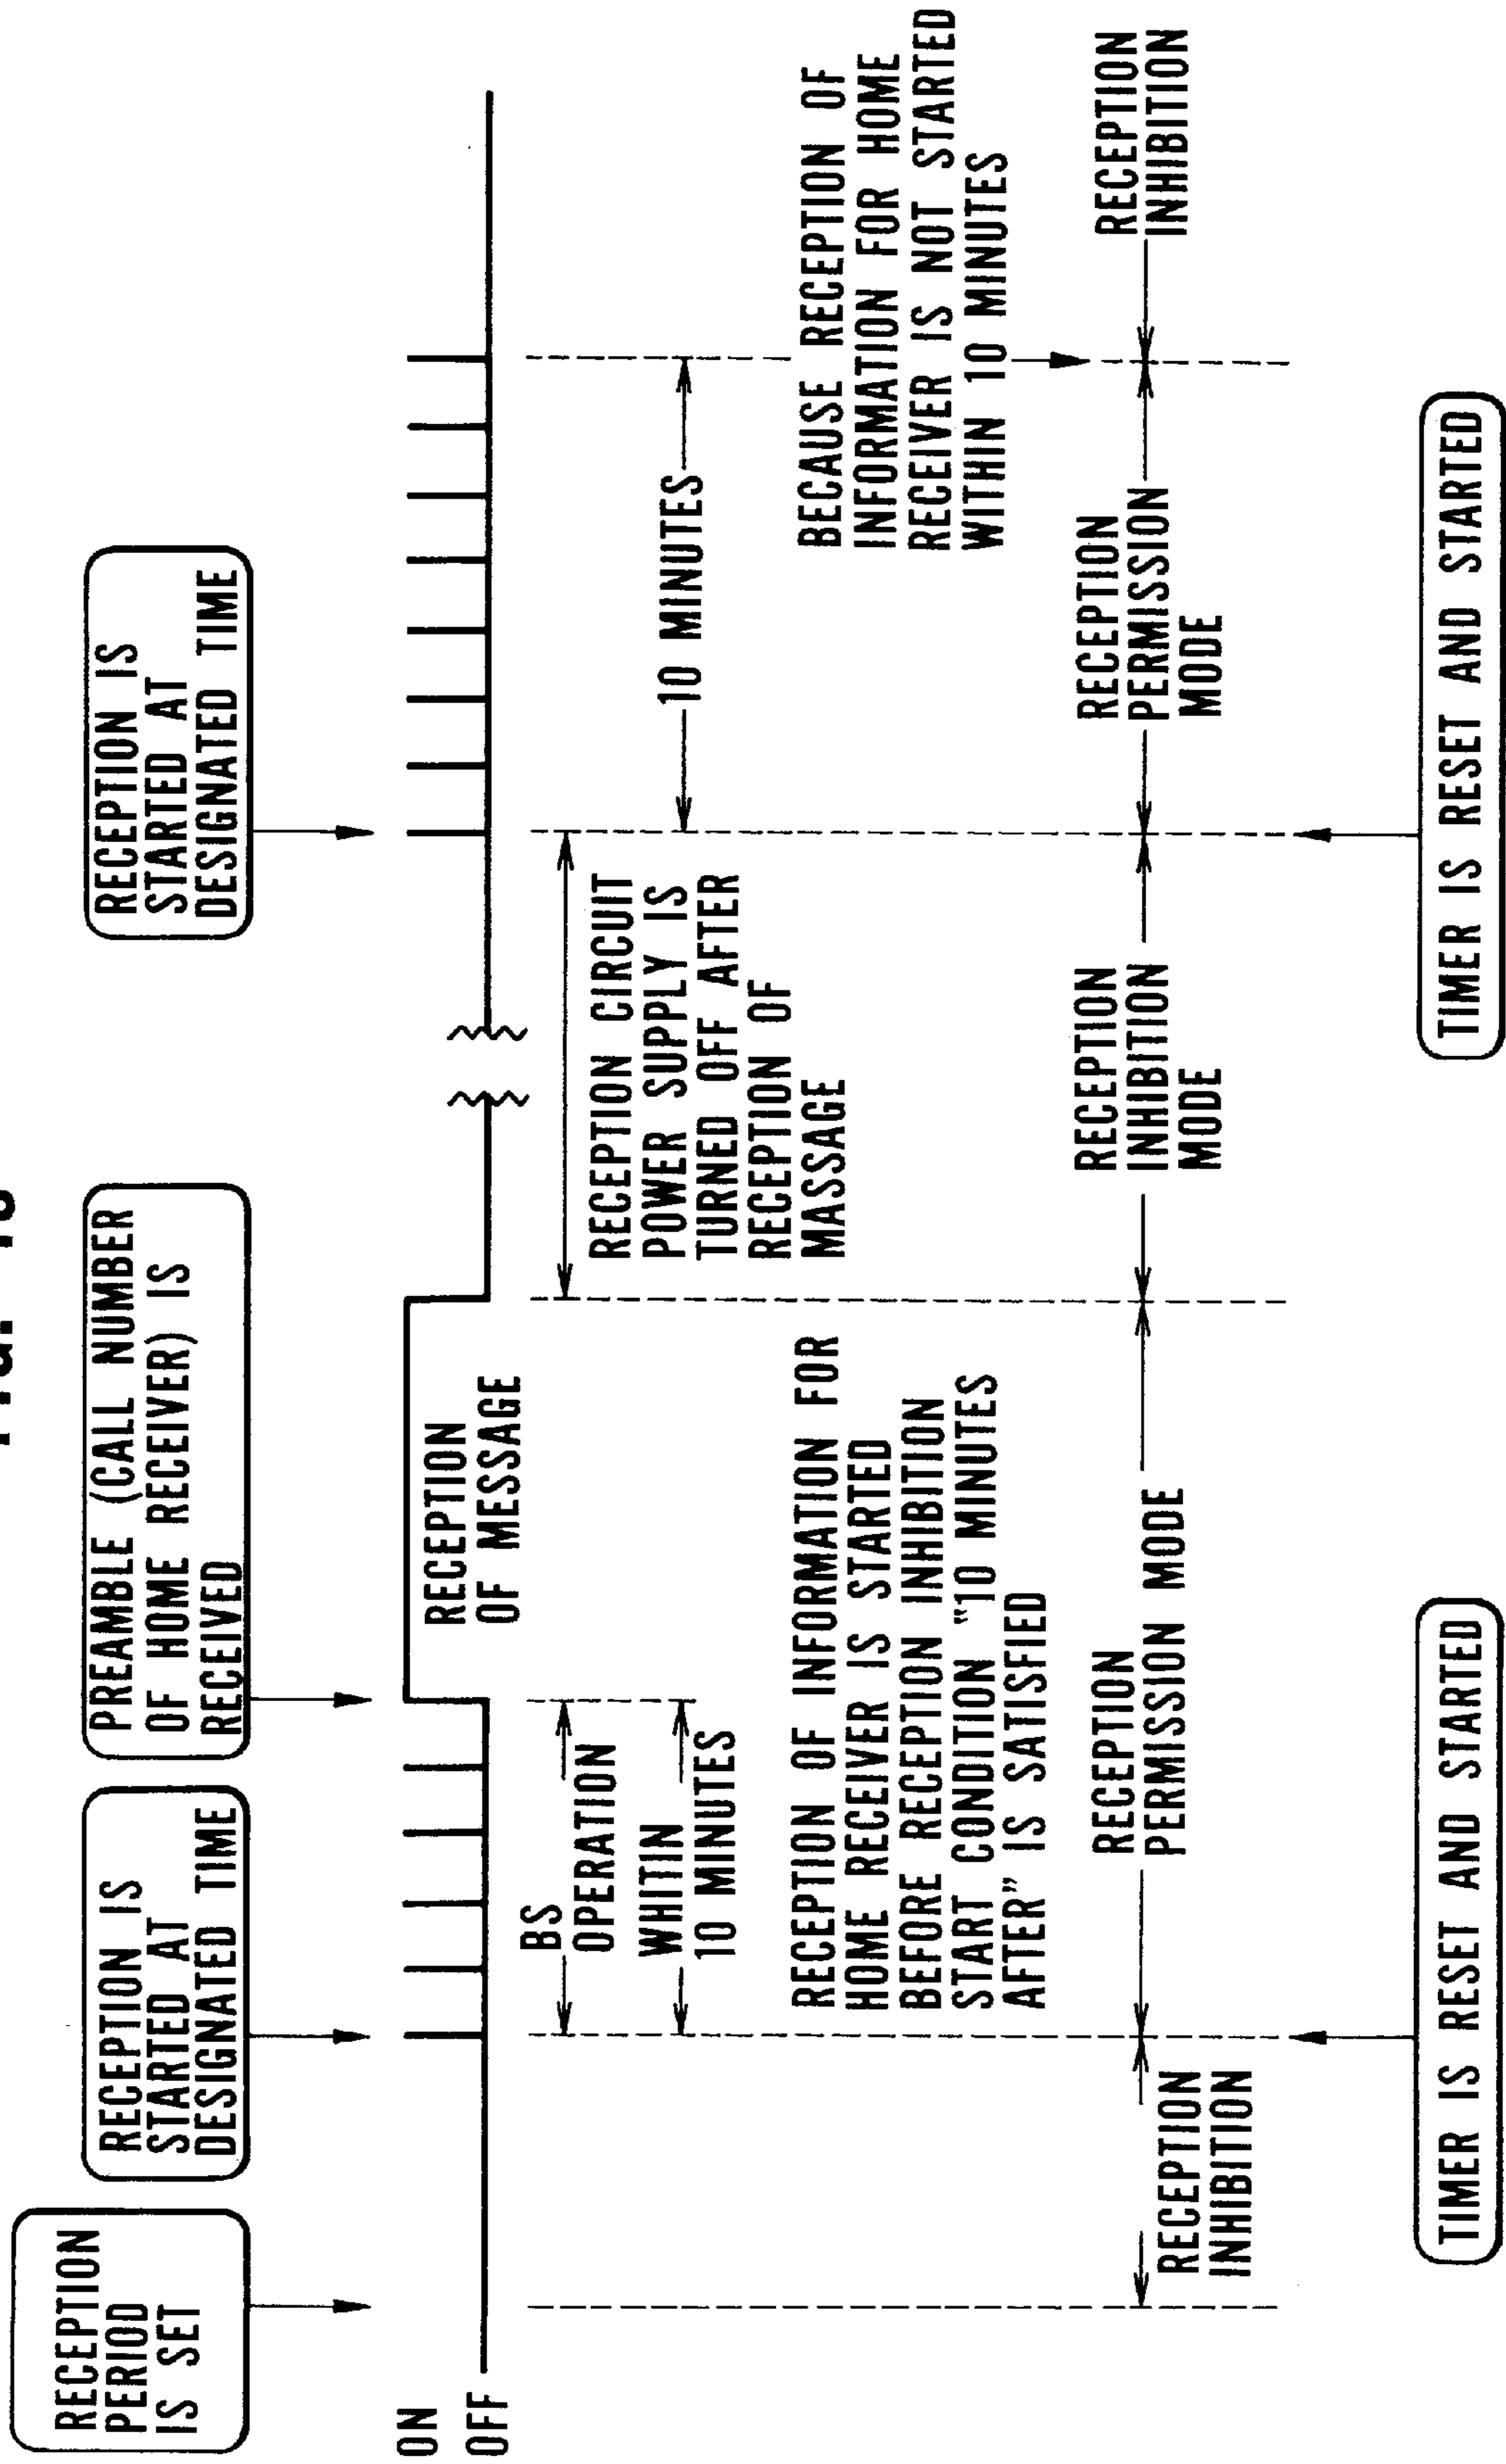 RECEPTION
PERIOD
IS SET
RECEPTION IS
STARTED AT
DESIGNATED TIME
PREAMBLE (CALL NUMBER
OF HOME RECEIVER) IS
RECEIVED
RECEPTION IS
STARTED AT
DESIGNATED TIME
ON
OFF
RECEPTION
OF MESSAGE
BS
OPERATION
WHITIN
10 MINUTES
RECEPTION CIRCUIT
POWER SUPPLY IS
TURNED OFF AFTER
RECEPTION OF
MASSAGE
10 MINUTES
RECEPTION OF INFORMATION FOR
HOME RECEIVER IS STARTED
BEFORE RECEPTION INHIBITION
START CONDITION "10 MINUTES
AFTER" IS SATISFIED
BECAUSE RECEPTION OF
INFORMATION FOR HOME
RECEIVER IS NOT STARTED
WITHIN 10 MINUTES
RECEPTION
INHIBITION
RECEPTION
PERMISSION MODE
RECEPTION
INHIBITION
MODE
RECEPTION
PERMISSION
MODE
RECEPTION
INHIBITION
TIMER IS RESET AND STARTED
TIMER IS RESET AND STARTED